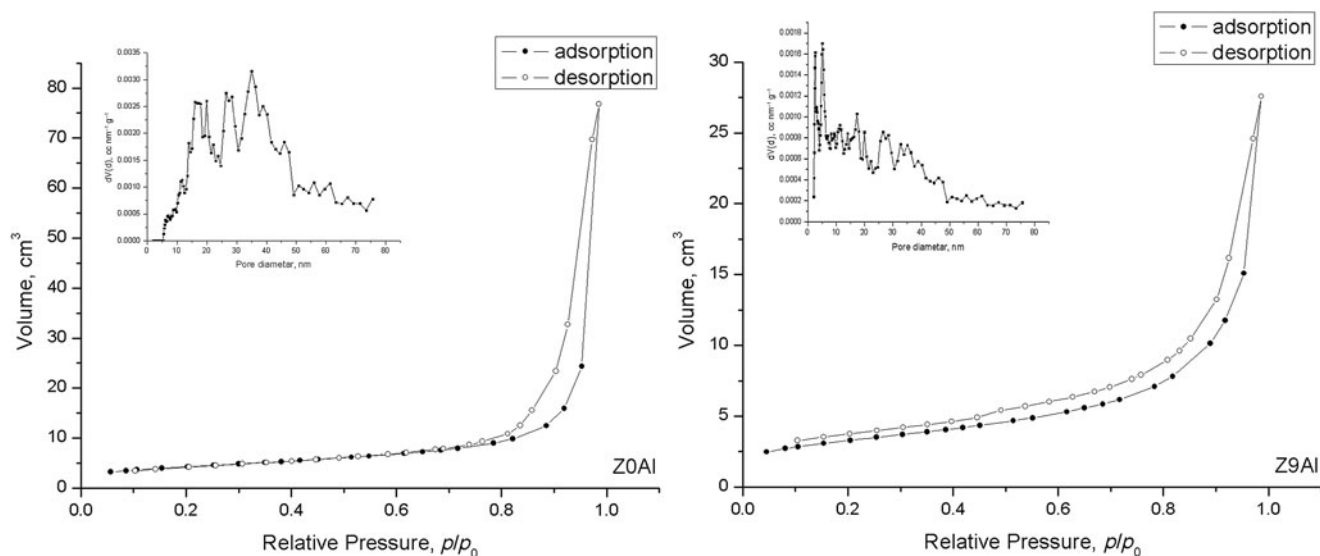 adsorption
desorption
80
70
60
50
40
30
20
10
0
Volume, cm³
0.0 0.2 0.4 0.6 0.8 1.0
Relative Pressure, p/p₀
Z0Al
0.0035
0.0030
0.0025
0.0020
0.0015
0.0010
0.0005
0.0000
dV(d), cc nm⁻¹ g⁻¹
0 10 20 30 40 50 60 70 80
Pore diametar, nm
adsorption
desorption
30
25
20
15
10
5
0
Volume, cm³
0.0 0.2 0.4 0.6 0.8 1.0
Relative Pressure, p/p₀
Z9Al
0.0018
0.0016
0.0014
0.0012
0.0010
0.0008
0.0006
0.0004
0.0002
0.0000
dV(d), cc nm⁻¹ g⁻¹
0 10 20 30 40 50 60 70 80
Pore diametar, nm